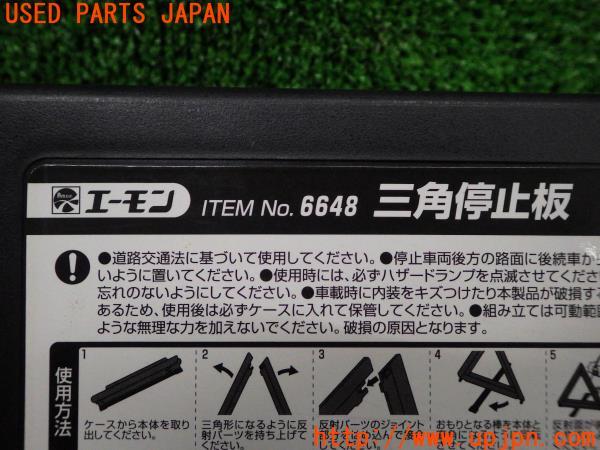 USED PARTS JAPAN
エーモン ITEM No. 6648 三角停止板
●道路交通法に基づいて使用してください。●停止車両後方の路面に後続車か
いように置いてください。●使用時には、必ずハザードランプを点滅させてくださ
忘れのないようにしてください。●車載時に内装をキズつけたり本製品が破損する
あるため、使用後は必ずケースに入れて保管してください。●組み立ては可動範囲
ような無理な力を加えないでください。破損の原因となります。
使用方法
1 2 3 4 5
ケースから本体を取り
出してください。
三角形になるように反
射パーツを持ち上げて
ください。
反射パーツのジョイント
おもりとなる棒を本体と
反射面が
http://www.upjpn.com